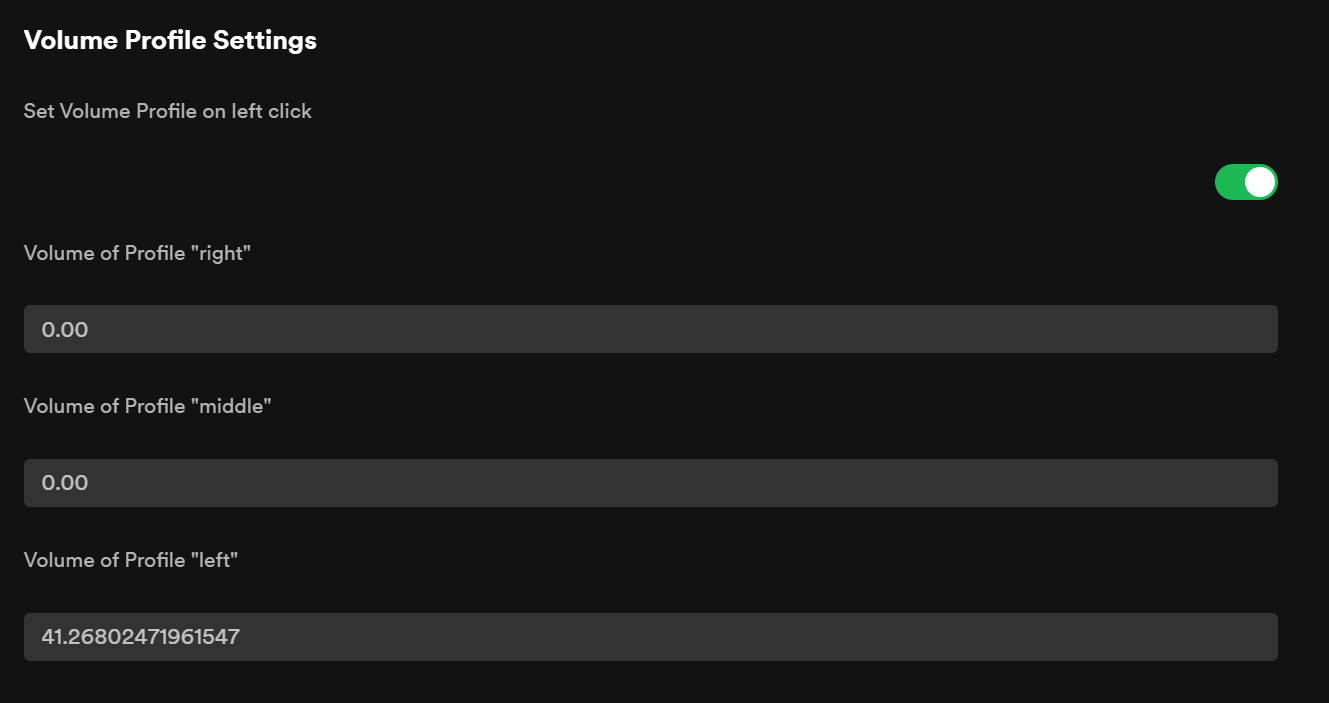 Volume Profile Settings
Set Volume Profile on left click
Volume of Profile "right"
0.00
Volume of Profile "middle"
0.00
Volume of Profile "left"
41.26802471961547